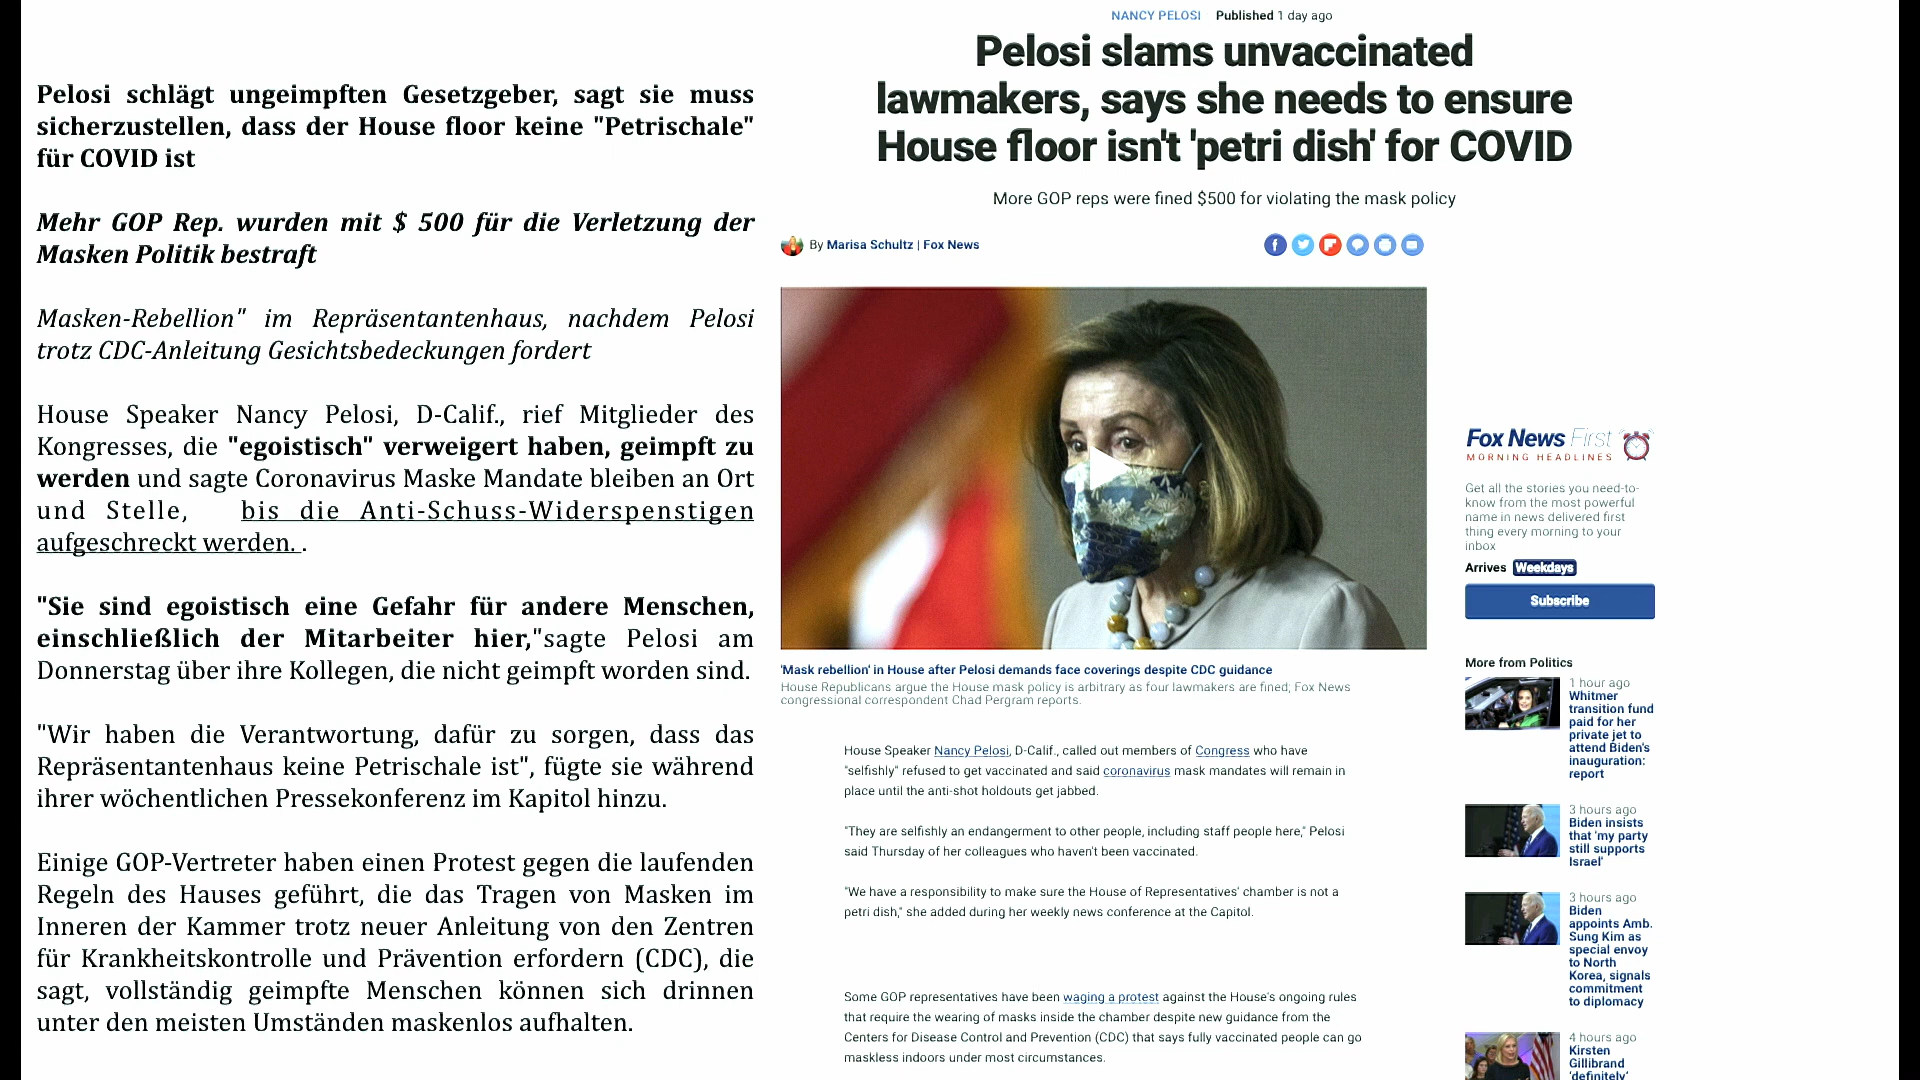 Pelosi schlägt ungeimpften Gesetzgeber, sagt sie muss
sicherzustellen, dass der House floor keine "Petrischale"
für COVID ist
Mehr GOP Rep. wurden mit $ 500 für die Verletzung der
Masken Politik bestraft
Masken-Rebellion" im Repräsentantenhaus, nachdem Pelosi
trotz CDC-Anleitung Gesichtsbedeckungen fordert
House Speaker Nancy Pelosi, D-Calif., rief Mitglieder des
Kongresses, die "egoistisch" verweigert haben, geimpft zu
werden und sagte Coronavirus Maske Mandate bleiben an Ort
und Stelle, bis die Anti-Schuss-Widerspenstigen
aufgeschreckt werden. .
"Sie sind egoistisch eine Gefahr für andere Menschen,
einschließlich der Mitarbeiter hier,"sagte Pelosi am
Donnerstag über ihre Kollegen, die nicht geimpft worden sind.
"Wir haben die Verantwortung, dafür zu sorgen, dass das
Repräsentantenhaus keine Petrischale ist", fügte sie während
ihrer wöchentlichen Pressekonferenz im Kapitol hinzu.
Einige GOP-Vertreter haben einen Protest gegen die laufenden
Regeln des Hauses geführt, die das Tragen von Masken im
Inneren der Kammer trotz neuer Anleitung von den Zentren
für Krankheitskontrolle und Prävention erfordern (CDC), die
sagt, vollständig geimpfte Menschen können sich drinnen
unter den meisten Umständen maskenlos aufhalten.
NANCY PELOSI Published 1 day ago
Pelosi slams unvaccinated
lawmakers, says she needs to ensure
House floor isn't 'petri dish' for COVID
More GOP reps were fined $500 for violating the mask policy
By Marisa Schultz | Fox News
'Mask rebellion' in House after Pelosi demands face coverings despite CDC guidance
House Republicans argue the House mask policy is arbitrary as four lawmakers are fined; Fox News
congressional correspondent Chad Pergram reports.
House Speaker Nancy Pelosi, D-Calif., called out members of Congress who have
"selfishly" refused to get vaccinated and said coronavirus mask mandates will remain in
place until the anti-shot holdouts get jabbed.
"They are selfishly an endangerment to other people, including staff people here," Pelosi
said Thursday of her colleagues who haven't been vaccinated.
"We have a responsibility to make sure the House of Representatives' chamber is not a
petri dish," she added during her weekly news conference at the Capitol.
Some GOP representatives have been waging a protest against the House's ongoing rules
that require the wearing of masks inside the chamber despite new guidance from the
Centers for Disease Control and Prevention (CDC) that says fully vaccinated people can go
maskless indoors under most circumstances.
Fox News First
MORNING HEADLINES
Get all the stories you need-to-
know from the most powerful
name in news delivered first
thing every morning to your
inbox
Arrives Weekdays
Subscribe
More from Politics
1 hour ago
Whitmer
transition fund
paid for her
private jet to
attend Biden's
inauguration:
report
3 hours ago
Biden insists
that 'my party
still supports
Israel'
3 hours ago
Biden
appoints Amb.
Sung Kim as
special envoy
to North
Korea, signals
commitment
to diplomacy
4 hours ago
Kirsten
Gillibrand
'definitely'